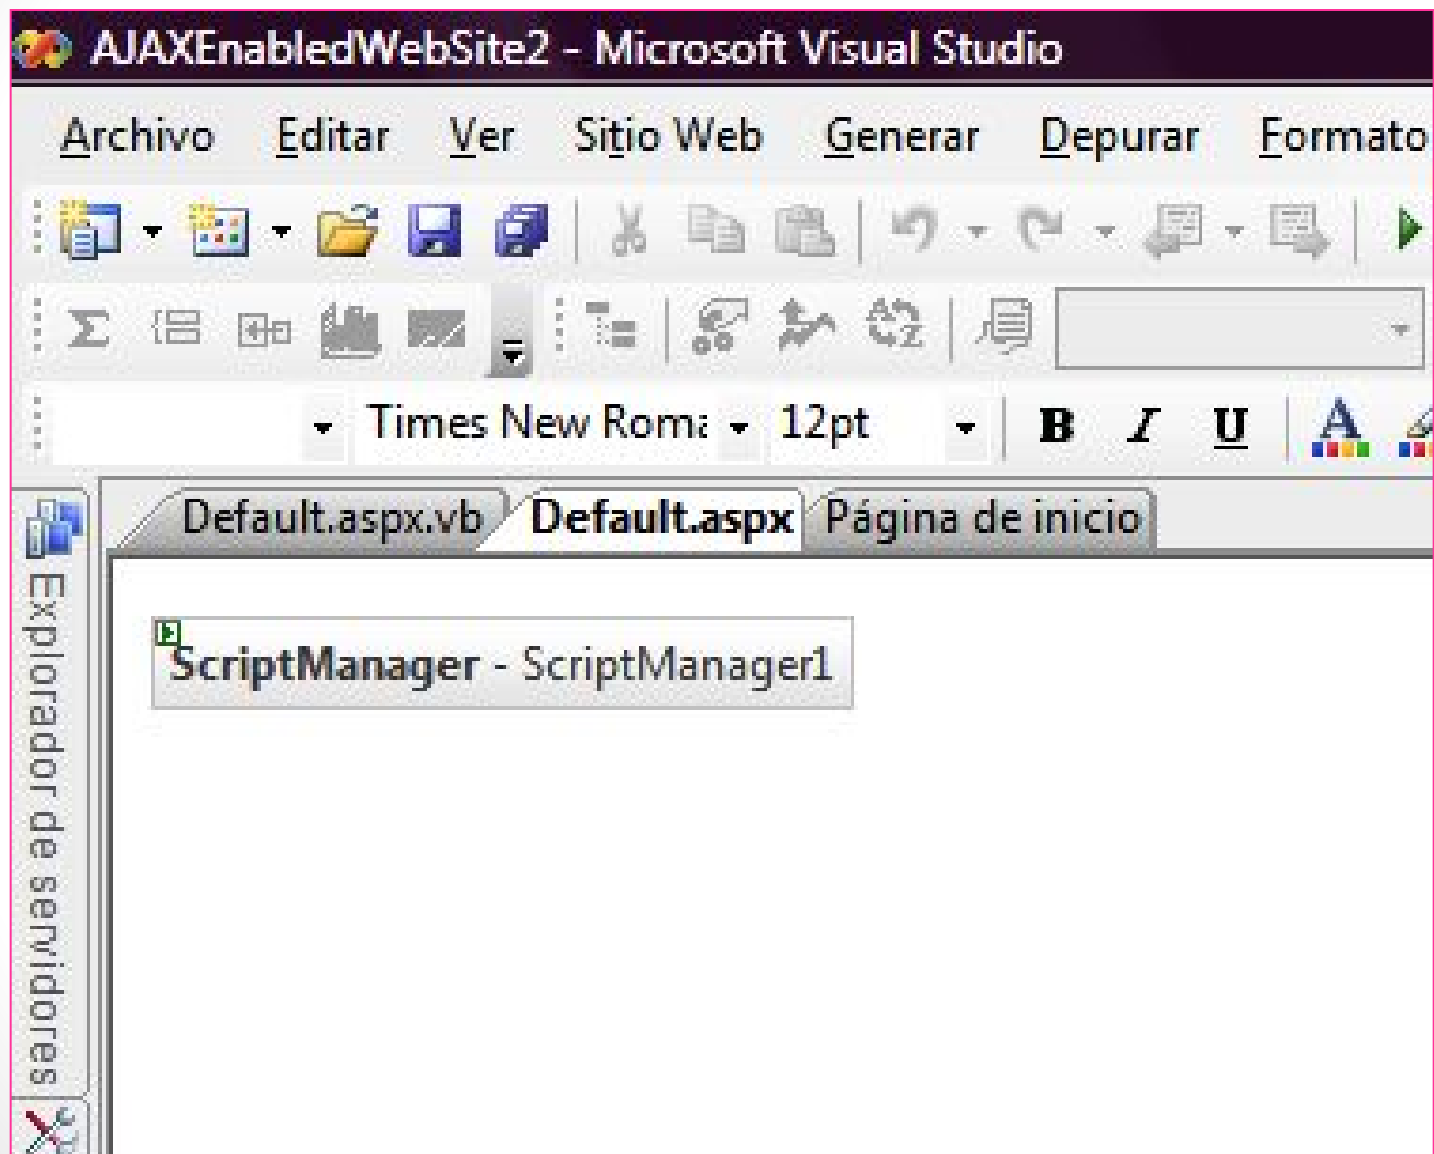 AJAXEnabledWebSite2 - Microsoft Visual Studio
Archivo Editar Ver Sitio Web Generar Depurar Formato
Times New Roma 12pt B I U A
Default.aspx.vb Default.aspx Página de inicio
ScriptManager - ScriptManager1
Explorador de servidores